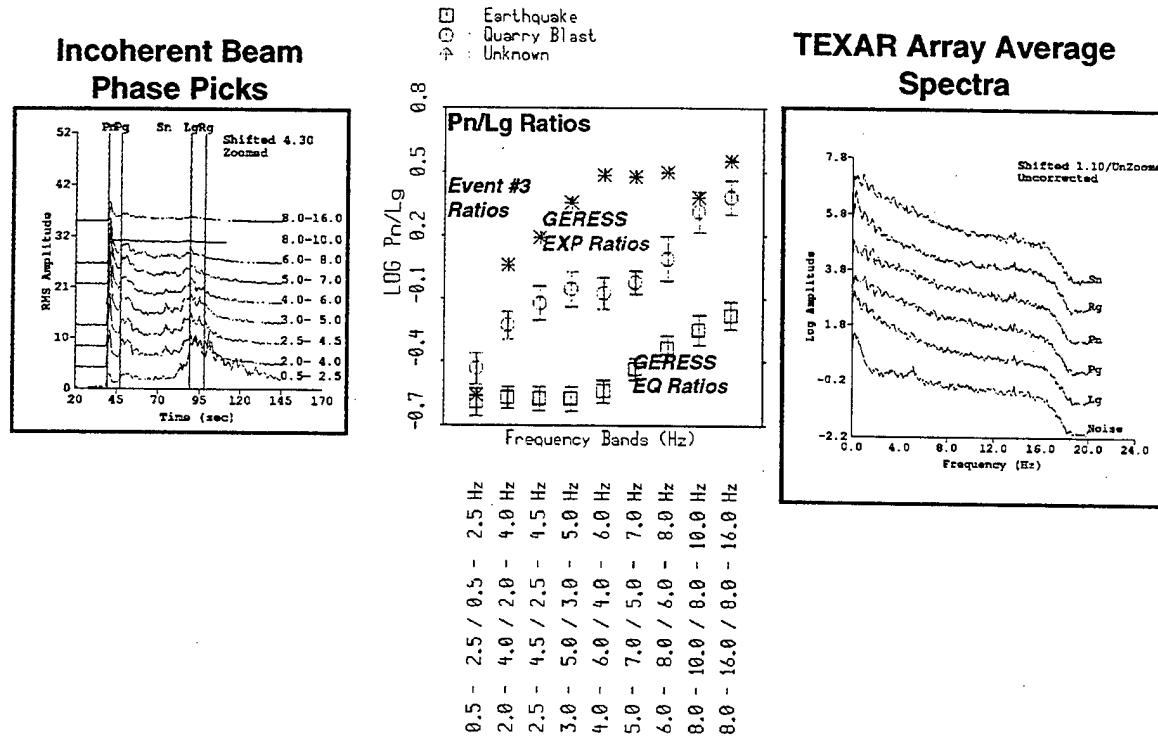 Incoherent Beam
Phase Picks
52
42
32
21
10
0
RMS Amplitude
Pn Pg Sn Lg Rg
Shifted 4.30
Zoomed
8.0-16.0
8.0-10.0
6.0- 8.0
5.0- 7.0
4.0- 6.0
3.0- 5.0
2.5- 4.5
2.0- 4.0
0.5- 2.5
20 45 70 95 120 145 170
Time (sec)
Earthquake
Quarry Blast
Unknown
Pn/Lg Ratios
Event #3
Ratios
GERESS
EXP Ratios
GERESS
EQ Ratios
LOG Pn/Lg
0.8
0.5
0.2
-0.1
-0.4
-0.7
Frequency Bands (Hz)
0.5 - 2.5 / 0.5 - 2.5 Hz
2.0 - 4.0 / 2.0 - 4.0 Hz
2.5 - 4.5 / 2.5 - 4.5 Hz
3.0 - 5.0 / 3.0 - 5.0 Hz
4.0 - 6.0 / 4.0 - 6.0 Hz
5.0 - 7.0 / 5.0 - 7.0 Hz
6.0 - 8.0 / 6.0 - 8.0 Hz
8.0 - 10.0 / 8.0 - 10.0 Hz
8.0 - 16.0 / 8.0 - 16.0 Hz
TEXAR Array Average
Spectra
7.8
5.8
3.8
1.8
-0.2
-2.2
Log Amplitude
Shifted 1.10/UnZoome
Uncorrected
Sn
Rg
Pn
Pg
Lg
Noise
0.0 4.0 8.0 12.0 16.0 20.0 24.0
Frequency (Hz)